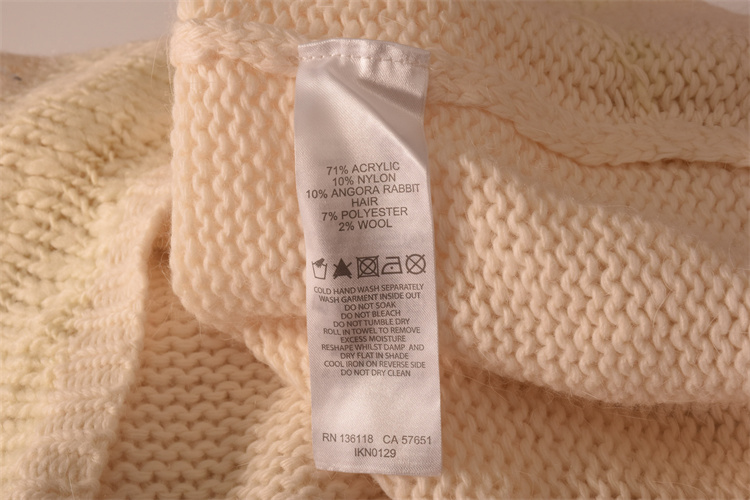 71% ACRYLIC
10% NYLON
10% ANGORA RABBIT
HAIR
7% POLYESTER
2% WOOL
COLD HAND WASH SEPARATELY
WASH GARMENT INSIDE OUT
DO NOT SOAK
DO NOT BLEACH
DO NOT TUMBLE DRY
ROLL IN TOWEL TO REMOVE
EXCESS MOISTURE
RESHAPE WHILST DAMP AND
DRY FLAT IN SHADE
COOL IRON ON REVERSE SIDE
DO NOT DRY CLEAN
RN 136118 CA 57651
IKN0129